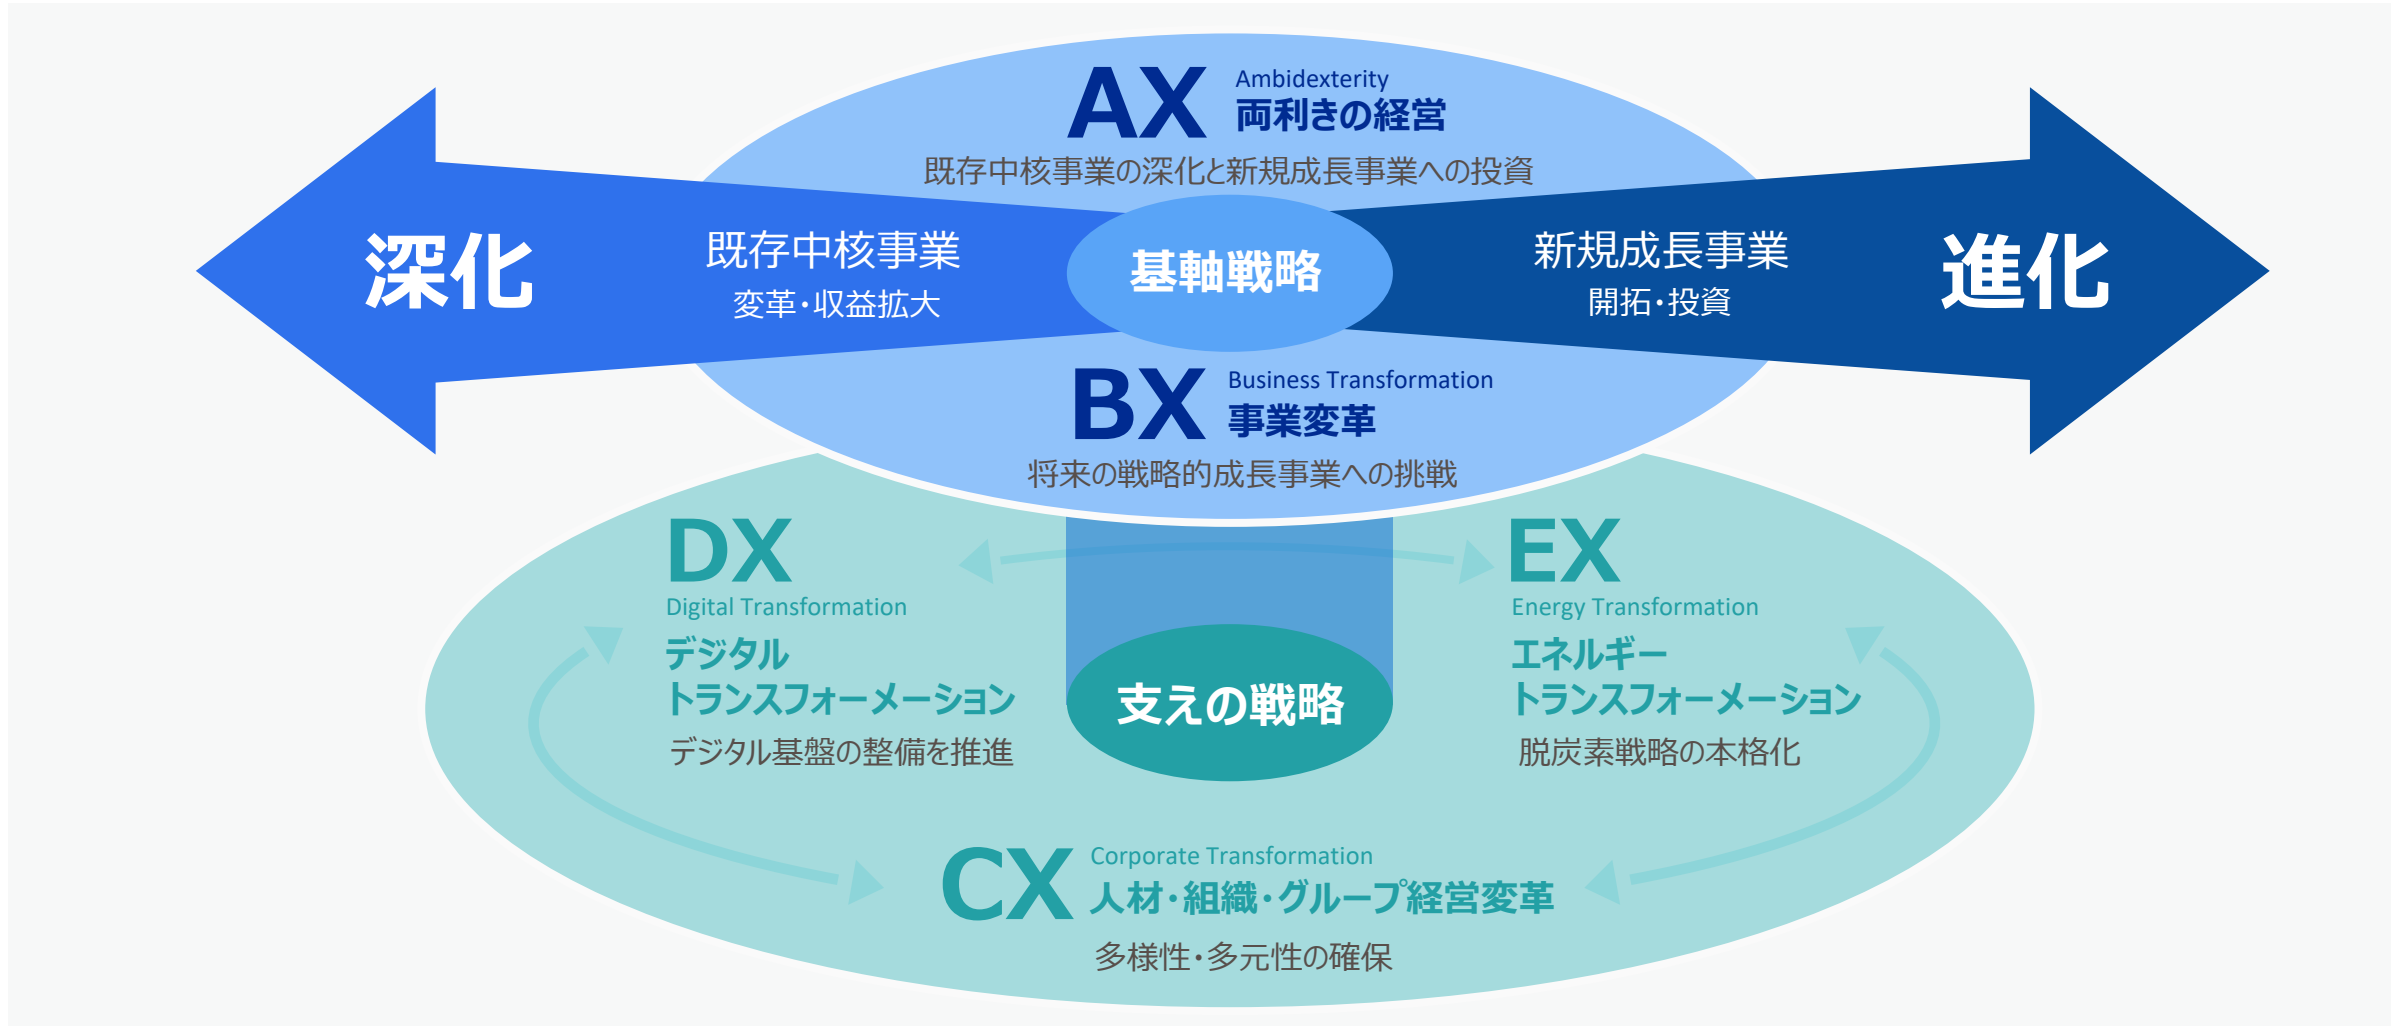 AX
Ambidexterity
両利きの経営
既存中核事業の深化と新規成長事業への投資
深化
既存中核事業
変革・収益拡大
基軸戦略
新規成長事業
開拓・投資
進化
BX
Business Transformation
事業変革
将来の戦略的成長事業への挑戦
DX
Digital Transformation
デジタル
トランスフォーメーション
デジタル基盤の整備を推進
支えの戦略
EX
Energy Transformation
エネルギー
トランスフォーメーション
脱炭素戦略の本格化
CX
Corporate Transformation
人材・組織・グループ経営変革
多様性・多元性の確保